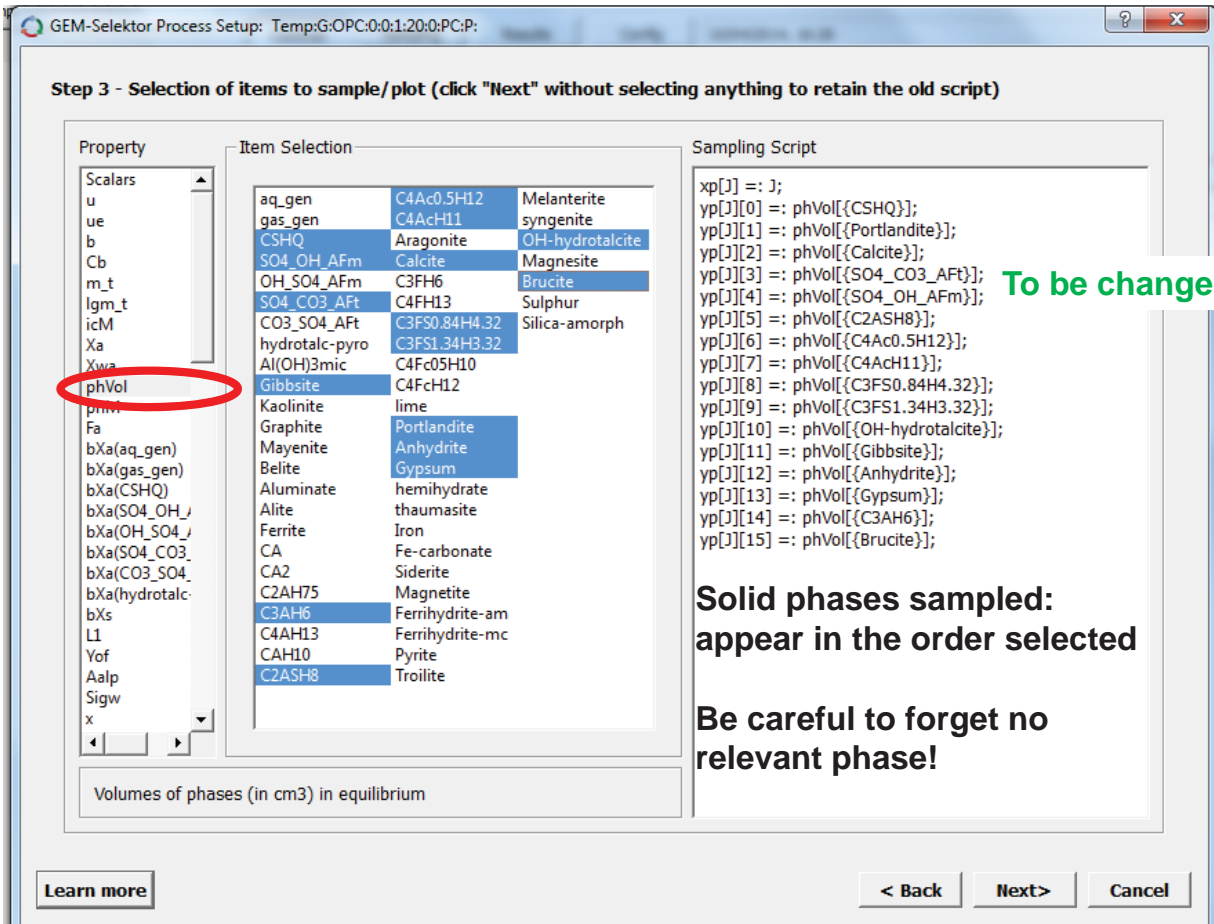 GEM-Selektor Process Setup: Temp:G:OPC:0:0:1:20:0:PC:P:
Step 3 - Selection of items to sample/plot (click "Next" without selecting anything to retain the old script)
Property
Scalars
u
ue
b
Cb
m_t
lgm_t
icM
Xa
Xwa
phVol
phM
Fa
bXa(aq_gen)
bXa(gas_gen)
bXa(CSHQ)
bXa(SO4_OH_
bXa(OH_SO4_
bXa(SO4_CO3_
bXa(CO3_SO4_
bXa(hydrotalc-
bXs
L1
Yof
Aalp
Sigw
x
Item Selection
aq_gen
gas_gen
CSHQ
SO4_OH_AFm
OH_SO4_AFm
SO4_CO3_AFt
CO3_SO4_AFt
hydrotalc-pyro
Al(OH)3mic
Gibbsite
Kaolinite
Graphite
Mayenite
Belite
Aluminate
Alite
Ferrite
CA
CA2
C2AH75
C3AH6
C4AH13
CAH10
C2ASH8
C4Ac0.5H12
C4AcH11
Aragonite
Calcite
C3FH6
C4FH13
C3FS0.84H4.32
C3FS1.34H3.32
C4Fc05H10
C4FcH12
lime
Portlandite
Anhydrite
Gypsum
hemihydrate
thaumasite
Iron
Fe-carbonate
Siderite
Magnetite
Ferrihydrite-am
Ferrihydrite-mc
Pyrite
Troilite
Melanterite
syngenite
OH-hydrotalcite
Magnesite
Brucite
Sulphur
Silica-amorph
Sampling Script
xp[J] =: J;
yp[J][0] =: phVol[{CSHQ}];
yp[J][1] =: phVol[{Portlandite}];
yp[J][2] =: phVol[{Calcite}];
yp[J][3] =: phVol[{SO4_CO3_AFt}];
yp[J][4] =: phVol[{SO4_OH_AFm}];
yp[J][5] =: phVol[{C2ASH8}];
yp[J][6] =: phVol[{C4Ac0.5H12}];
yp[J][7] =: phVol[{C4AcH11}];
yp[J][8] =: phVol[{C3FS0.84H4.32}];
yp[J][9] =: phVol[{C3FS1.34H3.32}];
yp[J][10] =: phVol[{OH-hydrotalcite}];
yp[J][11] =: phVol[{Gibbsite}];
yp[J][12] =: phVol[{Anhydrite}];
yp[J][13] =: phVol[{Gypsum}];
yp[J][14] =: phVol[{C3AH6}];
yp[J][15] =: phVol[{Brucite}];
To be change
Solid phases sampled:
appear in the order selected
Be careful to forget no
relevant phase!
Volumes of phases (in cm3) in equilibrium
Learn more
< Back
Next>
Cancel